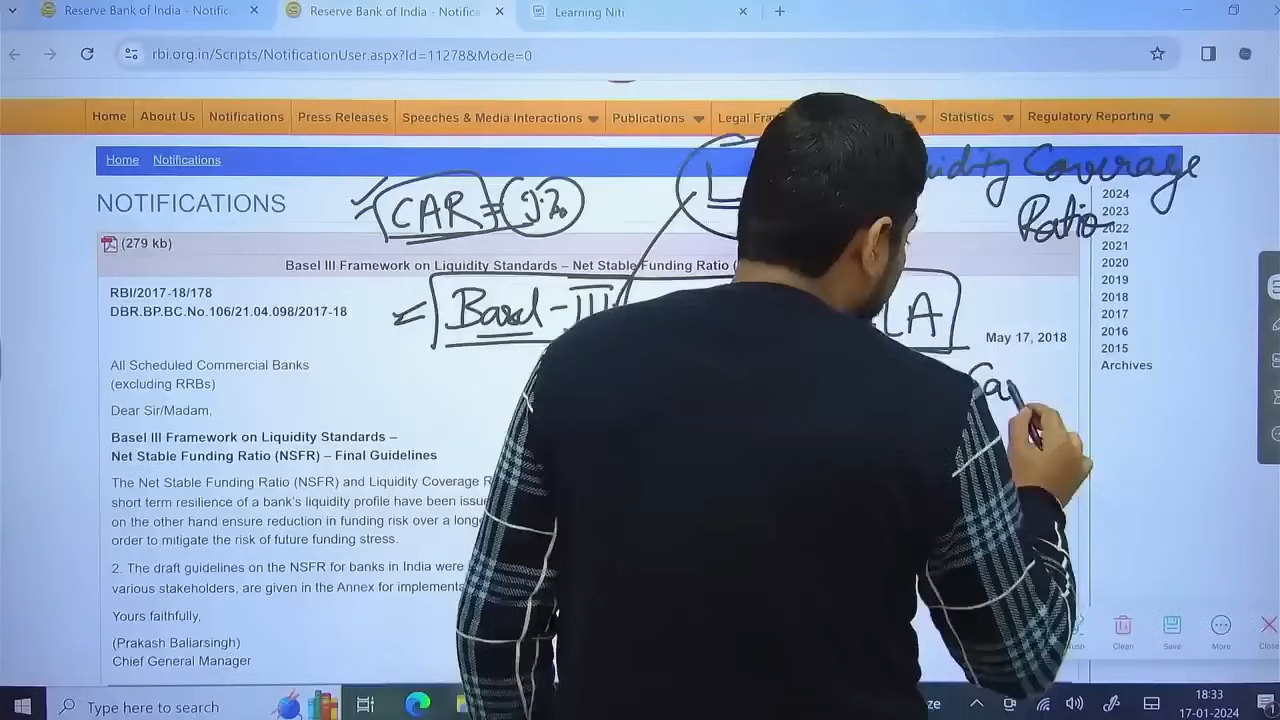 Reserve Bank of India - Notific
Reserve Bank of India - Notifica
Learning Niti
rbi.org.in/Scripts/NotificationUser.aspx?Id=11278&Mode=0
Home
About Us
Notifications
Press Releases
Speeches & Media Interactions
Publications
Legal Fra
Statistics
Regulatory Reporting
Home Notifications
NOTIFICATIONS
CAR = 9%
uidity Coverage
Ratio
(279 kb)
Basel III Framework on Liquidity Standards – Net Stable Funding Ratio (
RBI/2017-18/178
DBR.BP.BC.No.106/21.04.098/2017-18
Basel - III
A
May 17, 2018
All Scheduled Commercial Banks
(excluding RRBs)
Ca
Dear Sir/Madam,
Basel III Framework on Liquidity Standards –
Net Stable Funding Ratio (NSFR) – Final Guidelines
The Net Stable Funding Ratio (NSFR) and Liquidity Coverage R
short term resilience of a bank's liquidity profile have been issue
on the other hand ensure reduction in funding risk over a longe
order to mitigate the risk of future funding stress.
2. The draft guidelines on the NSFR for banks in India were
various stakeholders, are given in the Annex for implementa
Yours faithfully,
(Prakash Baliarsingh)
Chief General Manager
2024
2023
2022
2021
2020
2019
2018
2017
2016
2015
Archives
Clean
Save
More
Close
Type here to search
18:33
17-01-2024